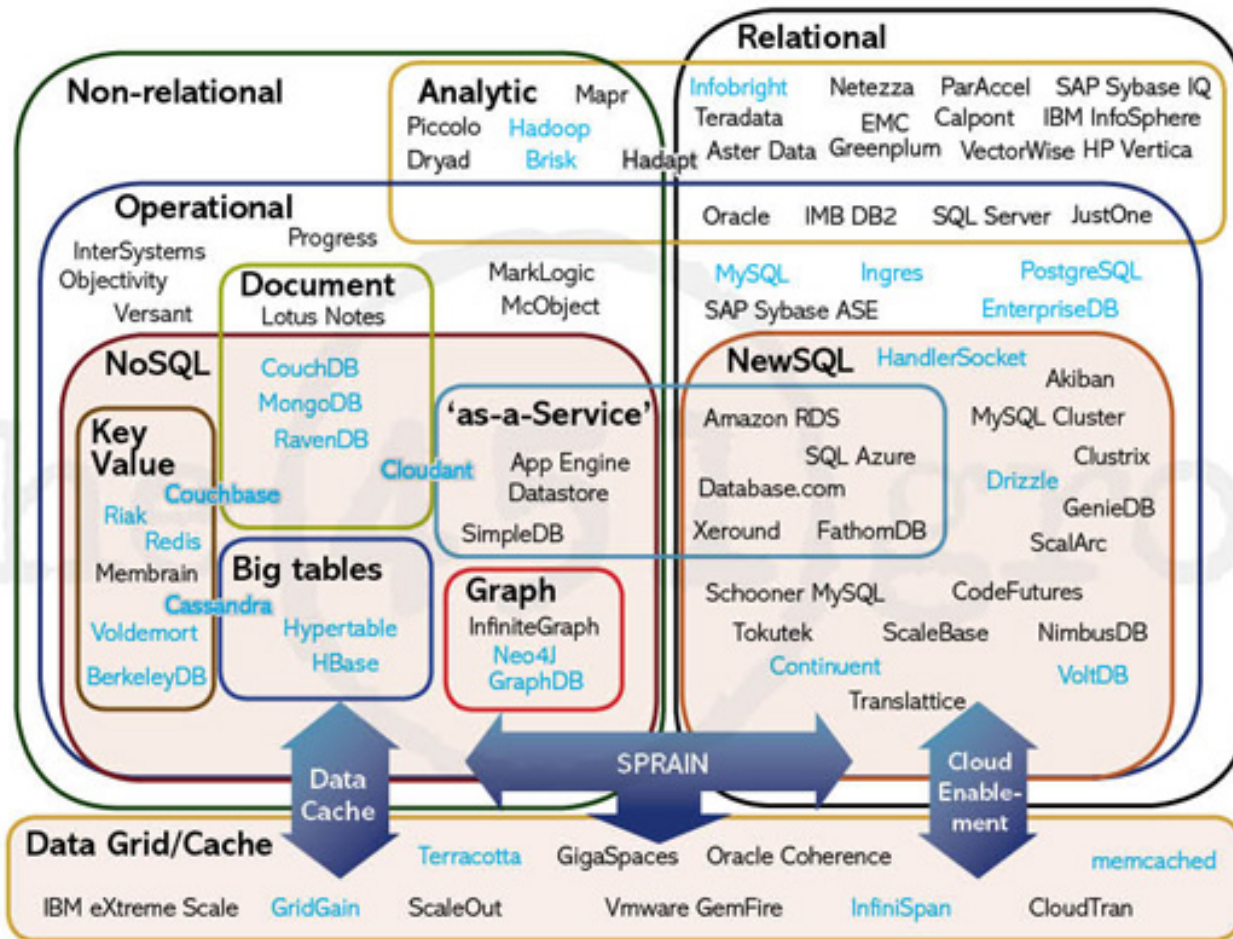 Relational
Non-relational
Analytic Mapr
Piccolo Hadoop
Dryad Brisk Hadapt
Infobright Netezza ParAccel SAP Sybase IQ
Teradata EMC Calpont IBM InfoSphere
Aster Data Greenplum VectorWise HP Vertica
Operational
Oracle IMB DB2 SQL Server JustOne
InterSystems Progress
Objectivity
Versant
Document
Lotus Notes
MarkLogic
McObject
MySQL Ingres PostgreSQL
SAP Sybase ASE EnterpriseDB
NoSQL
CouchDB
MongoDB
RavenDB
Cloudant
Couchbase
Key
Value
Riak
Redis
Membrain
Cassandra
Voldemort
BerkeleyDB
Big tables
Hypertable
HBase
Graph
InfiniteGraph
Neo4J
GraphDB
'as-a-Service'
App Engine
Datastore
SimpleDB
NewSQL HandlerSocket
Akiban
Amazon RDS MySQL Cluster
SQL Azure Clustrix
Database.com Drizzle
GenieDB
Xeround FathomDB ScalArc
Schooner MySQL CodeFutures
Tokutek ScaleBase NimbusDB
Continuent VoltDB
Translattice
Data
Cache
SPRAIN
Cloud
Enable-
ment
Data Grid/Cache
Terracotta GigaSpaces Oracle Coherence memcached
IBM eXtreme Scale GridGain ScaleOut Vmware GemFire InfiniSpan CloudTran